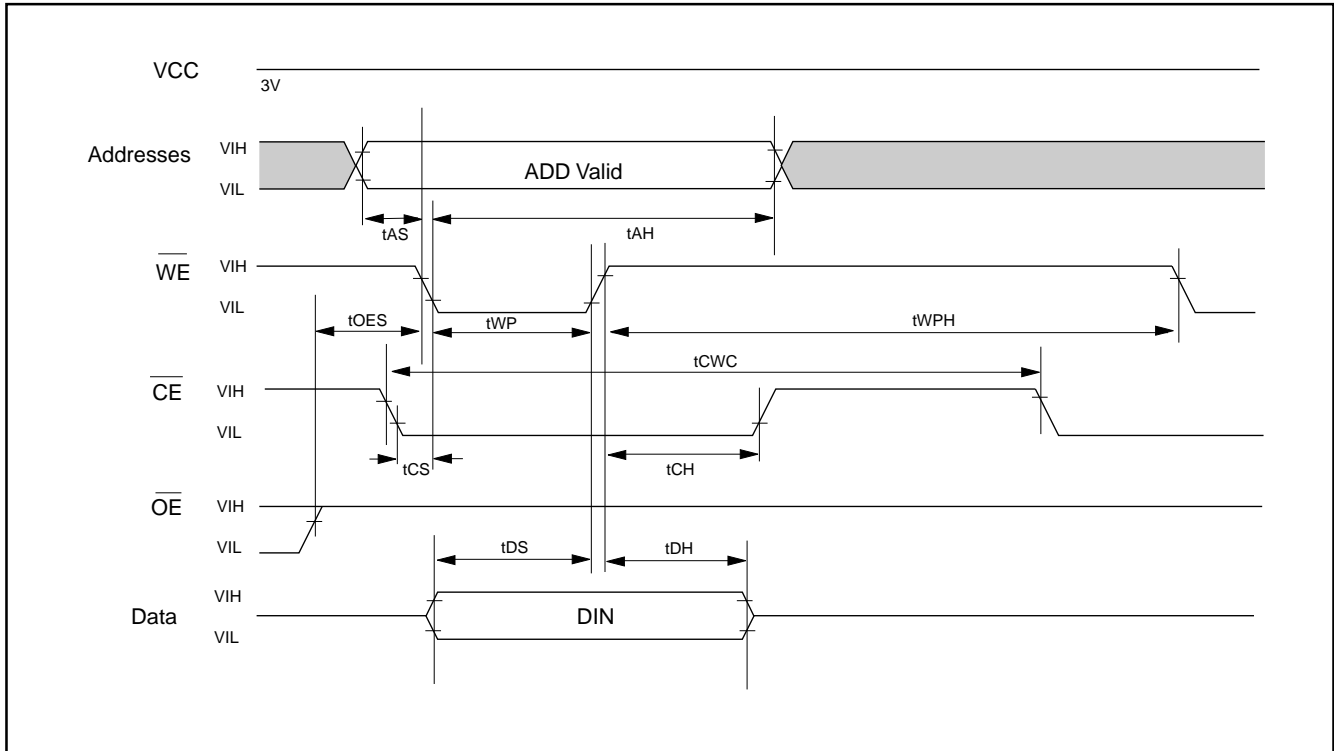 VCC
3V
Addresses
VIH
VIL
ADD Valid
tAS
tAH
WE
VIH
VIL
tOES
tWP
tWPH
tCWC
CE
VIH
VIL
tCS
tCH
OE
VIH
VIL
tDS
tDH
Data
VIH
VIL
DIN